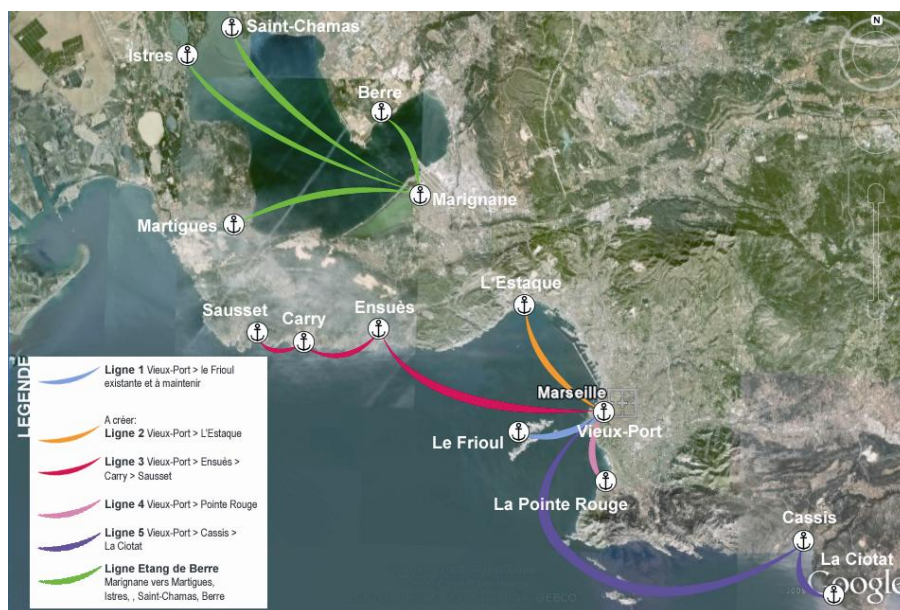 N
Saint-Chamas
Istres
Berre
Marignane
Martigues
L'Estaque
Ensuès
Sausset
Carry
Marseille
Vieux-Port
Le Frioul
La Pointe Rouge
Cassis
La Ciotat
Google
LEGENDE
Ligne 1 Vieux-Port > le Frioul
existante et à maintenir
A créer:
Ligne 2 Vieux-Port > L'Estaque
Ligne 3 Vieux-Port > Ensuès >
Carry > Sausset
Ligne 4 Vieux-Port > Pointe Rouge
Ligne 5 Vieux-Port > Cassis >
La Ciotat
Ligne Etang de Berre
Marignane vers Martigues,
Istres, , Saint-Chamas, Berre